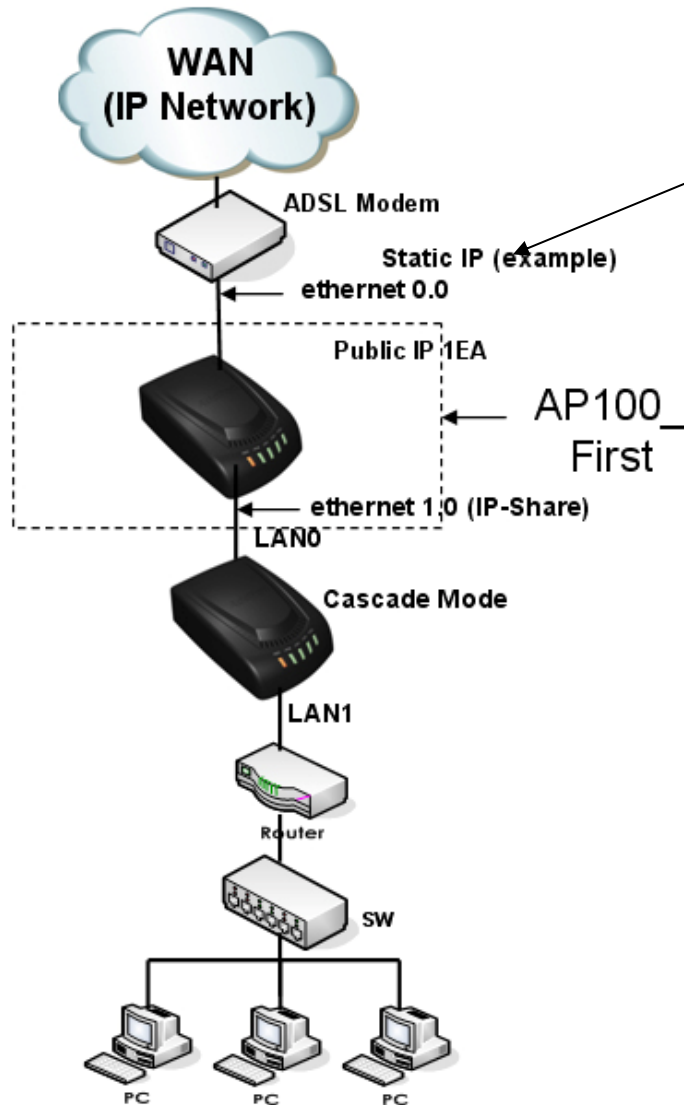 WAN
(IP Network)
ADSL Modem
Static IP (example)
ethernet 0.0
Public IP 1EA
AP100_
First
ethernet 1.0 (IP-Share)
LAN0
Cascade Mode
LAN1
Router
SW
PC PC PC